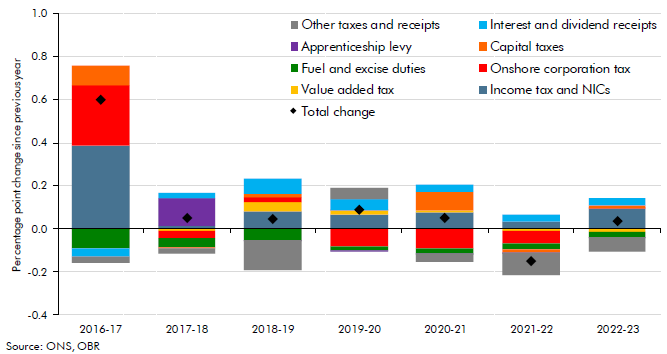 Other taxes and receipts
Interest and dividend receipts
Apprenticeship levy
Capital taxes
Fuel and excise duties
Onshore corporation tax
Value added tax
Income tax and NICs
Total change
Percentage point change since previous year
1.0
0.8
0.6
0.4
0.2
0.0
-0.2
-0.4
2016-17
2017-18
2018-19
2019-20
2020-21
2021-22
2022-23
Source: ONS, OBR